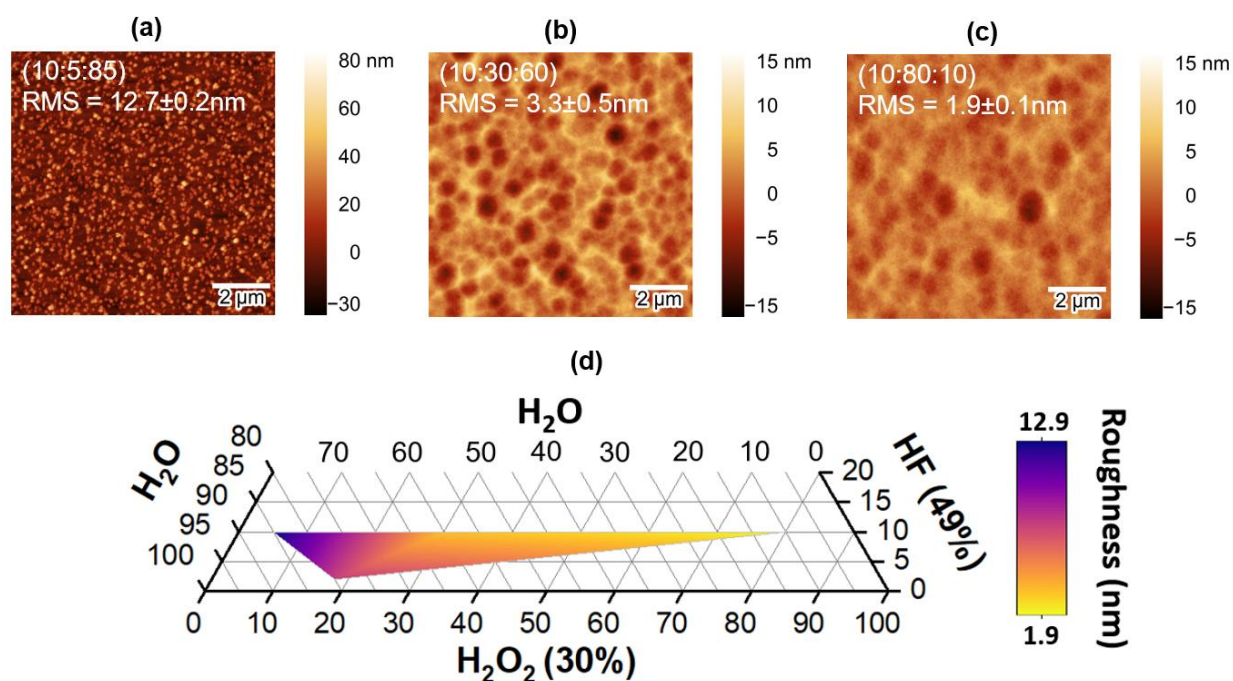 (a)
(b)
(c)
(10:5:85)
RMS = 12.7±0.2nm
2 µm
80 nm
60
40
20
0
−30
(10:30:60)
RMS = 3.3±0.5nm
2 µm
15 nm
10
5
0
−5
−15
(10:80:10)
RMS = 1.9±0.1nm
2 µm
15 nm
10
5
0
−5
−15
(d)
H₂O
80 70 60 50 40 30 20 10 0
H₂O
85
90
95
100
HF (49%)
20
15
10
5
0
0 10 20 30 40 50 60 70 80 90 100
H₂O₂ (30%)
12.9
Roughness (nm)
1.9